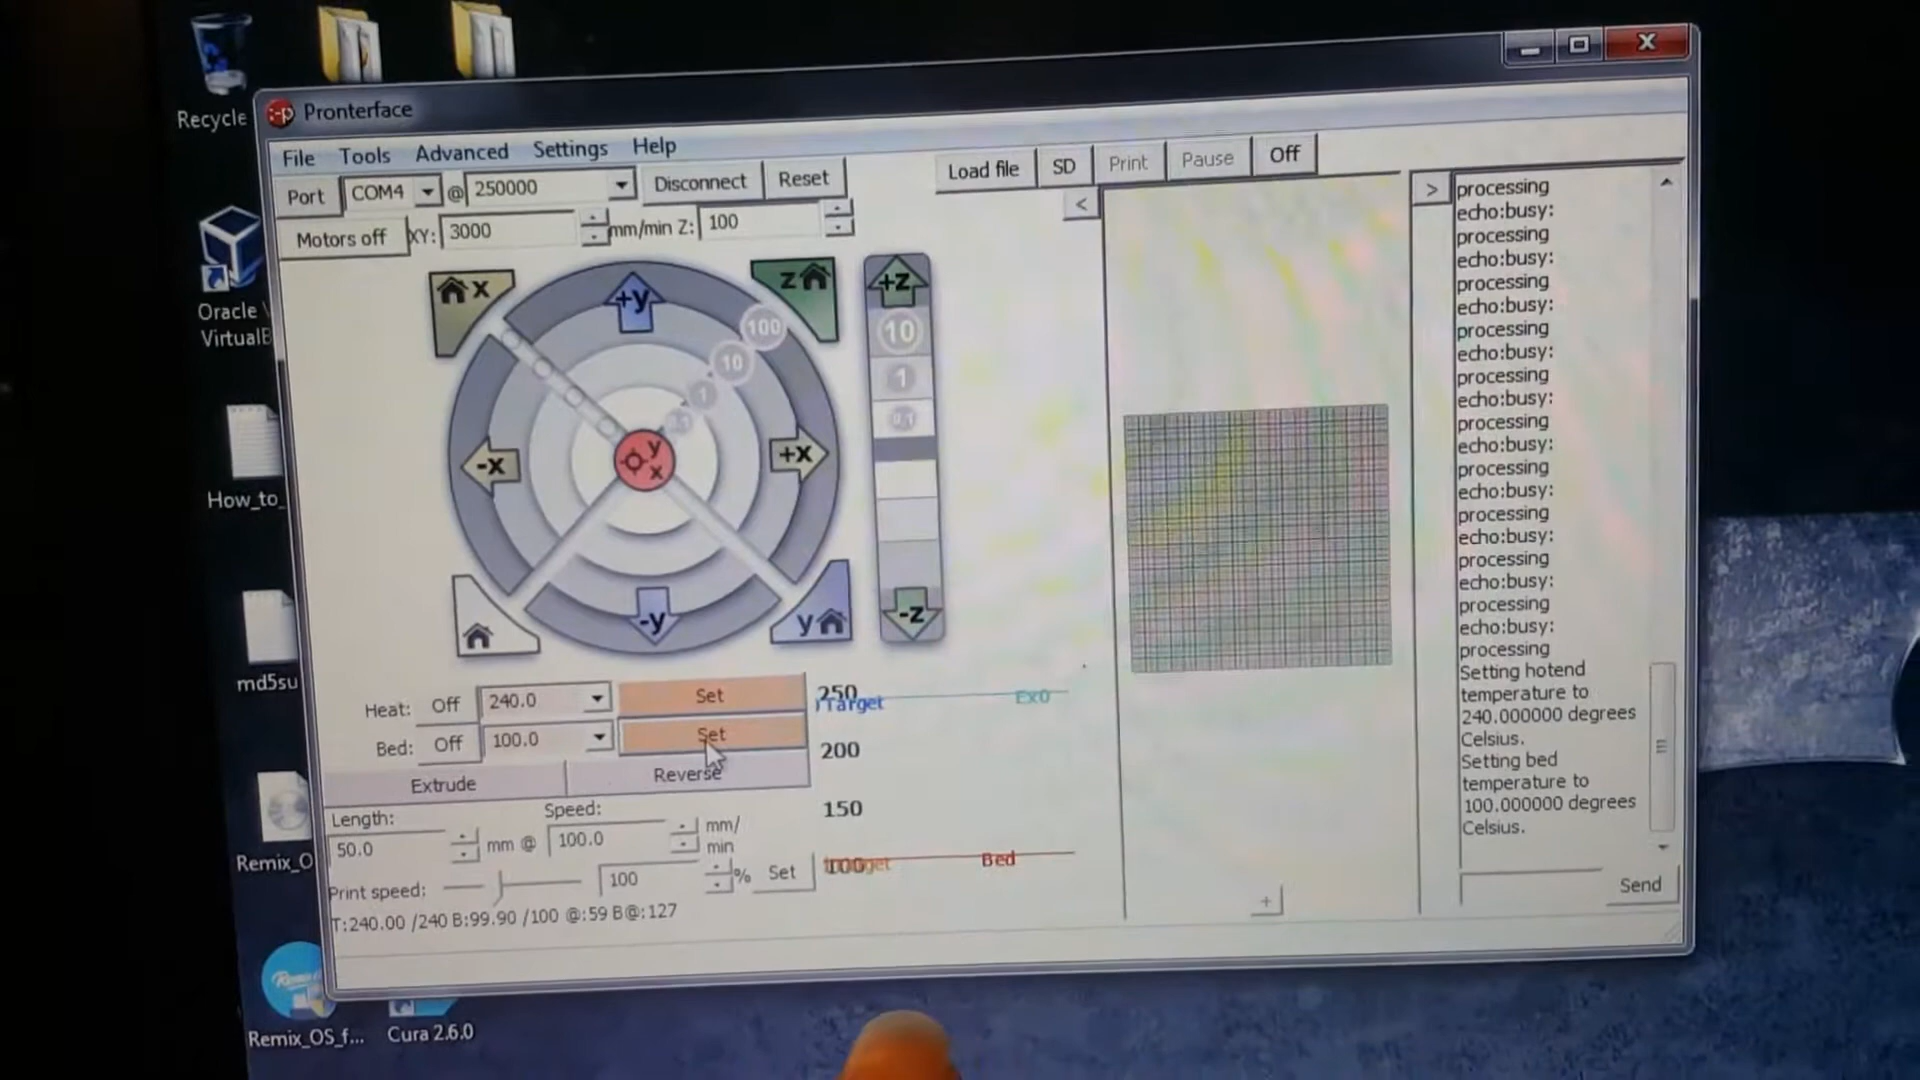 Recycle
Pronterface
File Tools Advanced Settings Help
Port COM4 @ 250000 Disconnect Reset
Load file SD Print Pause Off
Motors off XY: 3000 mm/min Z: 100
<
>
x
z
+y
100
10
1
-x
+x
y
x
-y
y
+z
10
1
0.1
-z
Oracle
VirtualB
How_to_
md5su
Remix_O
Remix_OS_f...
Cura 2.6.0
Heat: Off 240.0 Set
Bed: Off 100.0 Set
Extrude Reverse
Length: Speed:
50.0 mm @ 100.0 mm/
min
Print speed: 100 % Set
T:240.00 /240 B:99.90 /100 @:59 B@:127
250
Target Ex0
200
150
100 Bed
+
processing
echo:busy:
processing
echo:busy:
processing
echo:busy:
processing
echo:busy:
processing
echo:busy:
processing
echo:busy:
processing
echo:busy:
processing
echo:busy:
processing
echo:busy:
processing
echo:busy:
processing
Setting hotend
temperature to
240.000000 degrees
Celsius.
Setting bed
temperature to
100.000000 degrees
Celsius.
Send